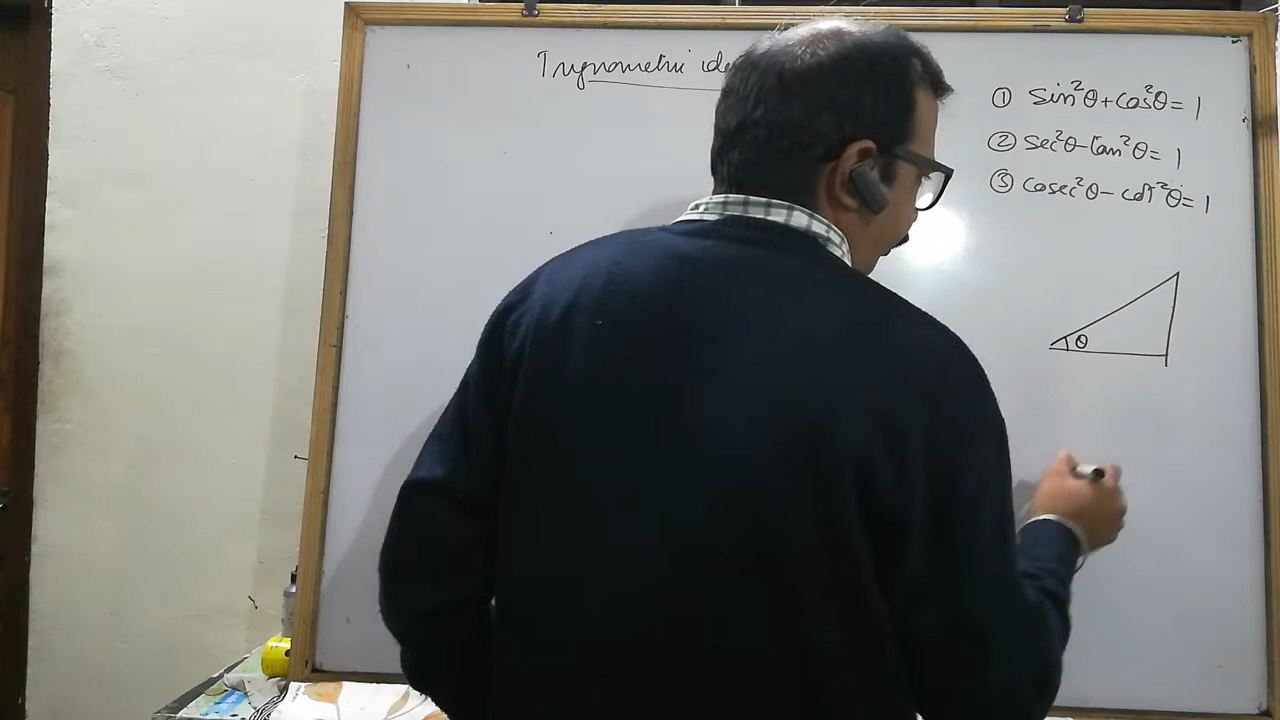 Trignometric
① Sin²θ+Cos²θ= 1
② Sec²θ-Tan²θ= 1
③ Cosec²θ- cot²θ= 1
θ